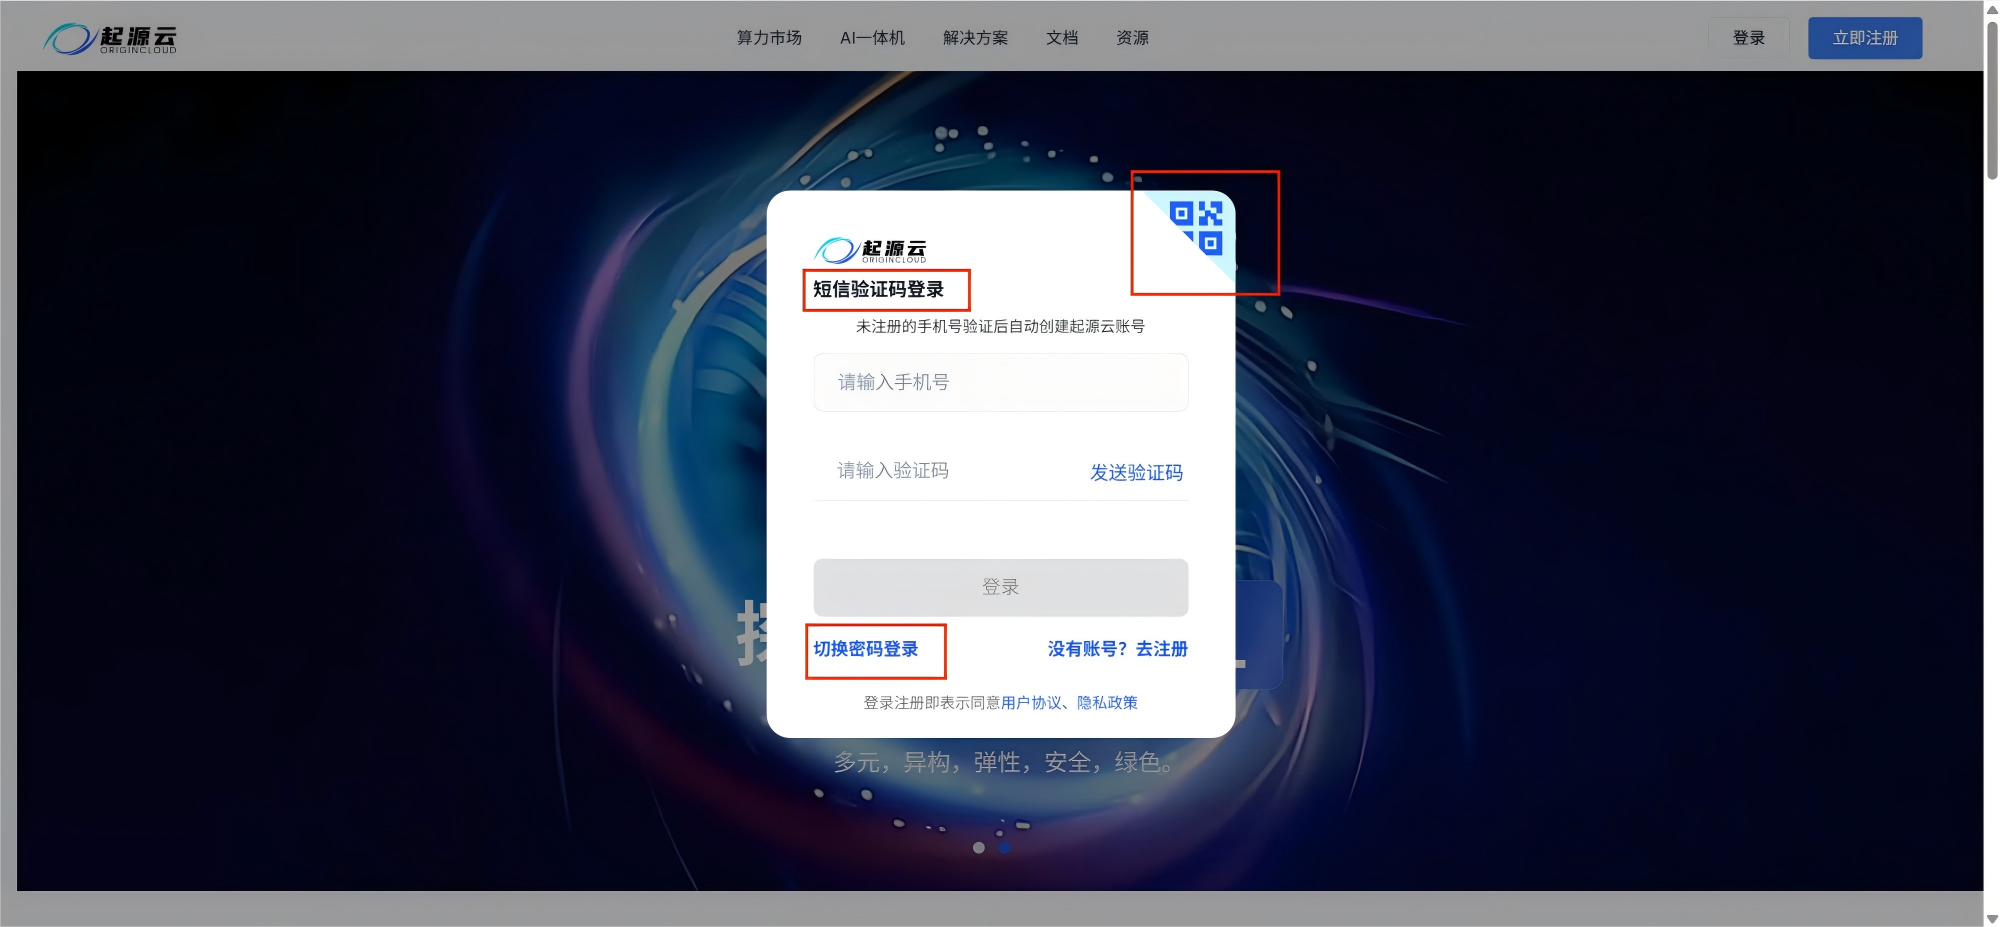 起源云
ORIGINCLOUD
算力市场
AI一体机
解决方案
文档
资源
登录
立即注册
起源云
ORIGINCLOUD
短信验证码登录
未注册的手机号验证后自动创建起源云账号
请输入手机号
请输入验证码
发送验证码
登录
切换密码登录
没有账号？去注册
登录注册即表示同意用户协议、隐私政策
多元，异构，弹性，安全，绿色。